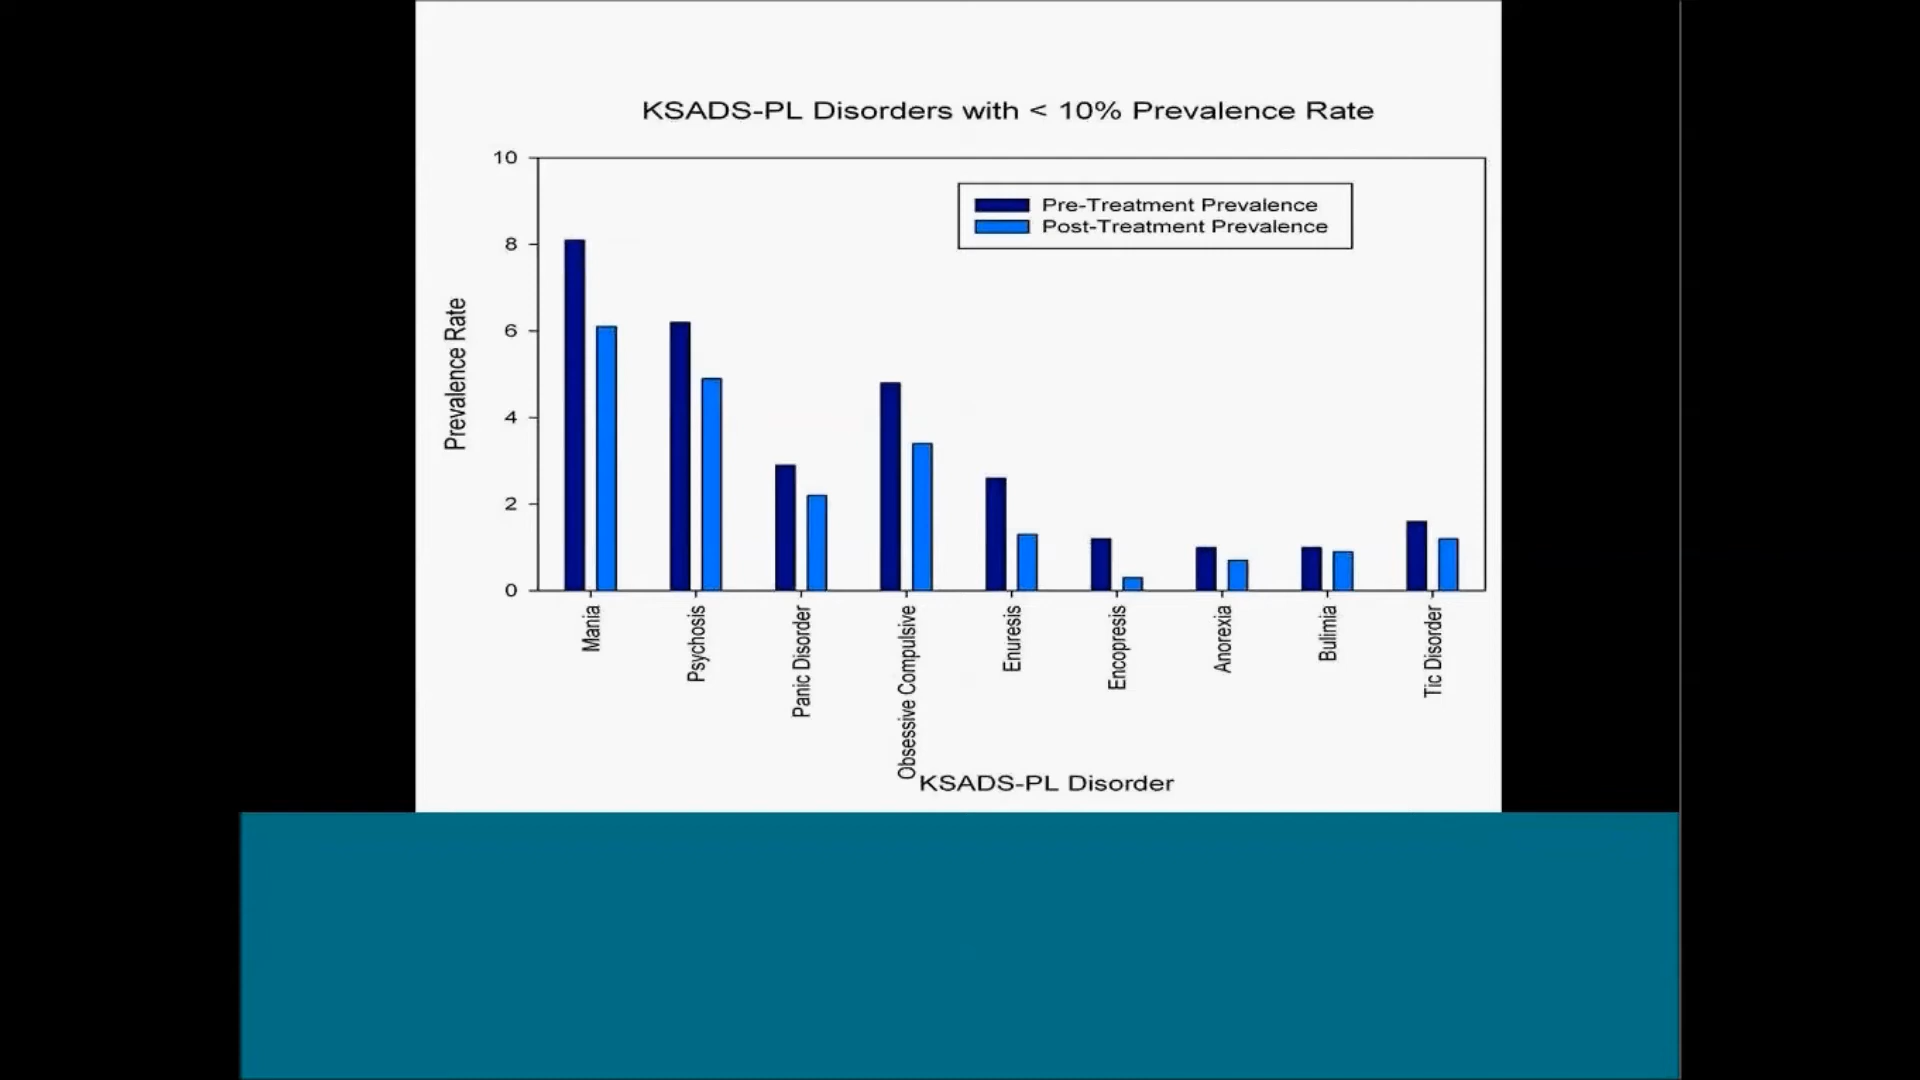 KSADS-PL Disorders with < 10% Prevalence Rate
10
8
6
4
2
0
Prevalence Rate
Pre-Treatment Prevalence
Post-Treatment Prevalence
Mania
Psychosis
Panic Disorder
Obsessive Compulsive
Enuresis
Encopresis
Anorexia
Bulimia
Tic Disorder
KSADS-PL Disorder